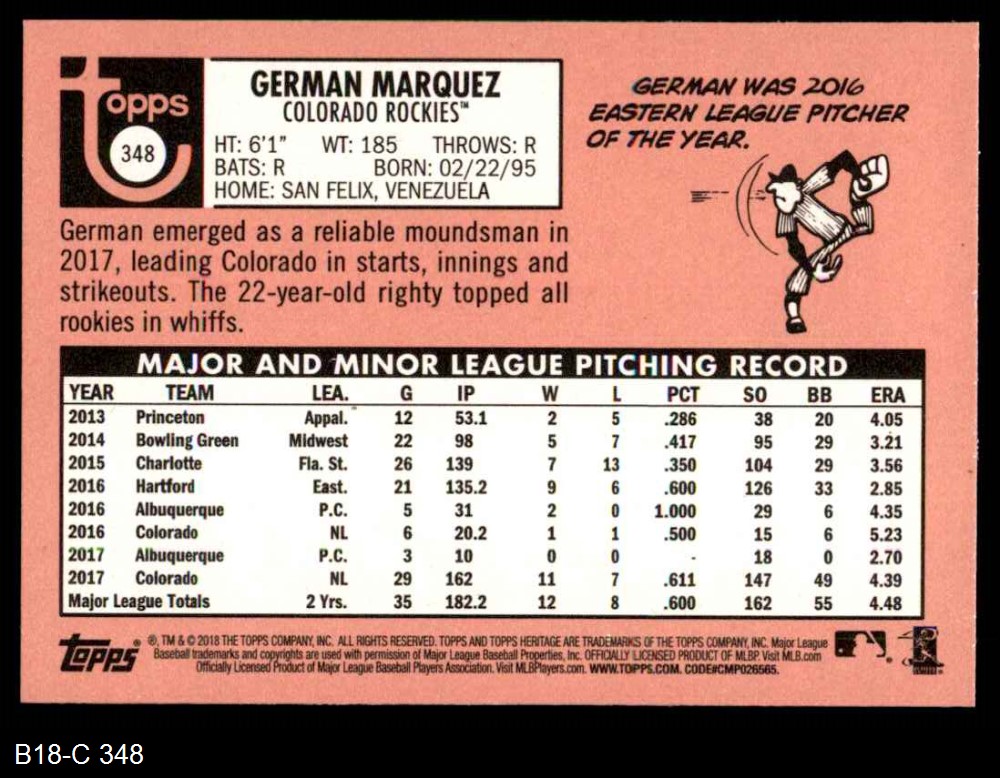 topps
348
GERMAN MARQUEZ
COLORADO ROCKIES™
HT: 6'1" WT: 185 THROWS: R
BATS: R BORN: 02/22/95
HOME: SAN FELIX, VENEZUELA
GERMAN WAS 2016
EASTERN LEAGUE PITCHER
OF THE YEAR.
German emerged as a reliable moundsman in
2017, leading Colorado in starts, innings and
strikeouts. The 22-year-old righty topped all
rookies in whiffs.
MAJOR AND MINOR LEAGUE PITCHING RECORD
YEAR TEAM LEA. G IP W L PCT SO BB ERA
2013 Princeton Appal. 12 53.1 2 5 .286 38 20 4.05
2014 Bowling Green Midwest 22 98 5 7 .417 95 29 3.21
2015 Charlotte Fla. St. 26 139 7 13 .350 104 29 3.56
2016 Hartford East. 21 135.2 9 6 .600 126 33 2.85
2016 Albuquerque P.C. 5 31 2 0 1.000 29 6 4.35
2016 Colorado NL 6 20.2 1 1 .500 15 6 5.23
2017 Albuquerque P.C. 3 10 0 0 - 18 0 2.70
2017 Colorado NL 29 162 11 7 .611 147 49 4.39
Major League Totals 2 Yrs. 35 182.2 12 8 .600 162 55 4.48
topps
®, TM & © 2018 THE TOPPS COMPANY, INC. ALL RIGHTS RESERVED. TOPPS AND TOPPS HERITAGE ARE TRADEMARKS OF THE TOPPS COMPANY, INC. Major League
Baseball trademarks and copyrights are used with permission of Major League Baseball Properties, Inc. OFFICIALLY LICENSED PRODUCT OF MLBP. Visit MLB.com
Officially Licensed Product of Major League Baseball Players Association. Visit MLBPlayers.com. WWW.TOPPS.COM. CODE#CMP026565.
B18-C 348